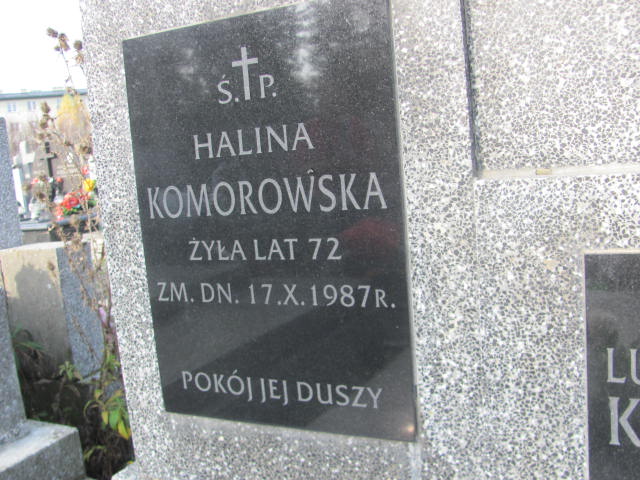 Ś.P.
HALINA
KOMOROWSKA
ŻYŁA LAT 72
ZM. DN. 17.X.1987R.
POKÓJ JEJ DUSZY